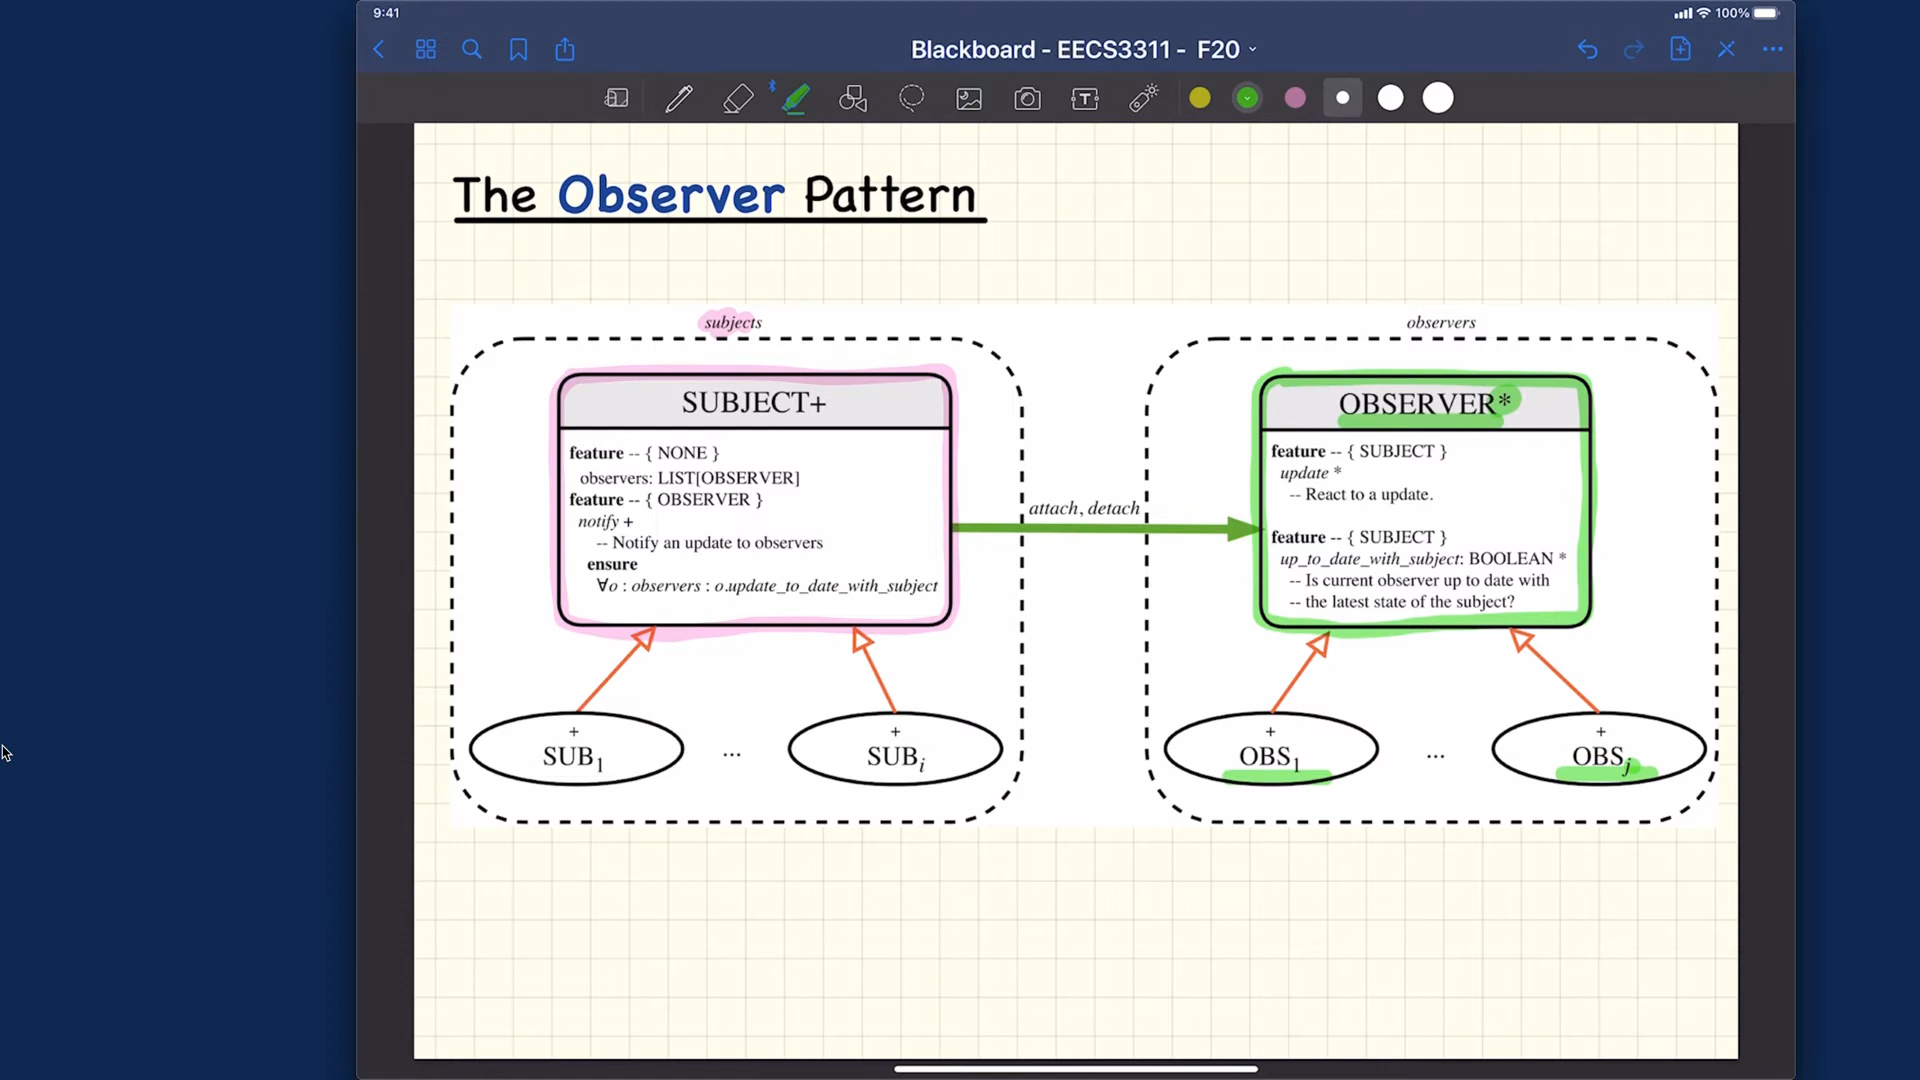 9:41
100%
Blackboard - EECS3311 - F20
The Observer Pattern
subjects
SUBJECT+
feature -- { NONE }
observers: LIST[OBSERVER]
feature -- { OBSERVER }
notify +
-- Notify an update to observers
ensure
∀o : observers : o.update_to_date_with_subject
SUB1
+
...
SUBi
+
attach, detach
observers
OBSERVER*
feature -- { SUBJECT }
update *
-- React to a update.
feature -- { SUBJECT }
up_to_date_with_subject: BOOLEAN *
-- Is current observer up to date with
-- the latest state of the subject?
+
OBS1
...
+
OBSj